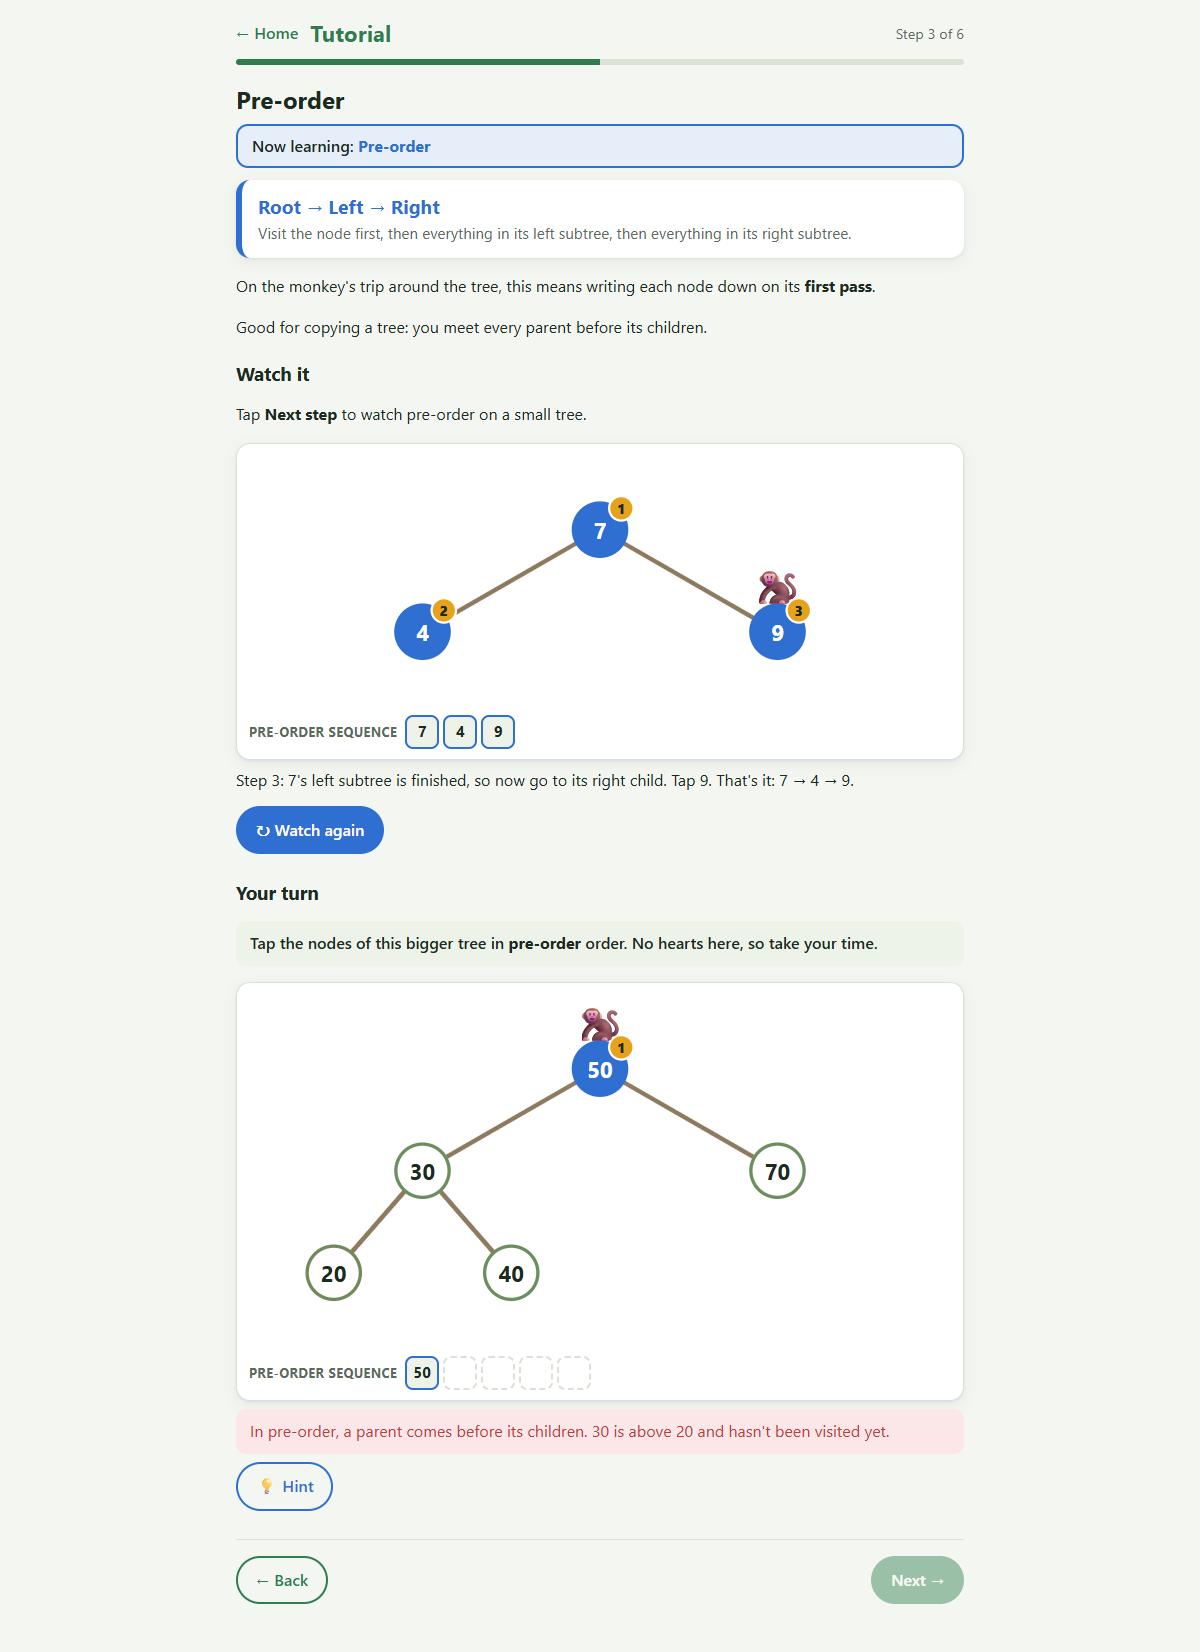 ← Home Tutorial Step 3 of 6
Pre-order
Now learning: Pre-order
Root → Left → Right
Visit the node first, then everything in its left subtree, then everything in its right subtree.
On the monkey's trip around the tree, this means writing each node down on its first pass.
Good for copying a tree: you meet every parent before its children.
Watch it
Tap Next step to watch pre-order on a small tree.
1
7
2
3
4
9
PRE-ORDER SEQUENCE 7 4 9
Step 3: 7's left subtree is finished, so now go to its right child. Tap 9. That's it: 7 → 4 → 9.
↻ Watch again
Your turn
Tap the nodes of this bigger tree in pre-order order. No hearts here, so take your time.
1
50
30 70
20 40
PRE-ORDER SEQUENCE 50
In pre-order, a parent comes before its children. 30 is above 20 and hasn't been visited yet.
💡 Hint
← Back Next →